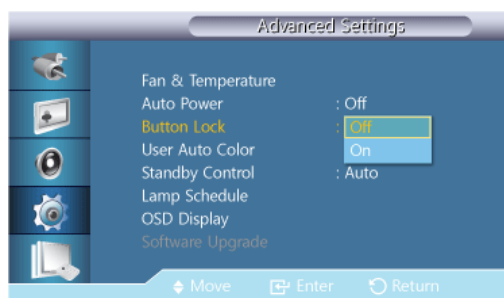 Advanced Settings
Fan & Temperature
Auto Power : Off
Button Lock : Off
On
User Auto Color
Standby Control : Auto
Lamp Schedule
OSD Display
Software Upgrade
Move Enter Return